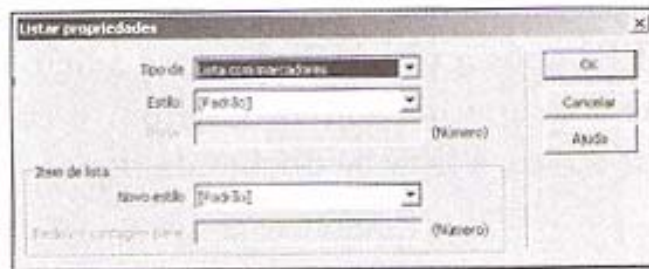 Listar propriedades
Tipo de Lista com marcadores
OK
Estilo [Padrão]
Cancelar
(Número)
Ajuda
Item de lista
Novo estilo [Padrão]
(Número)